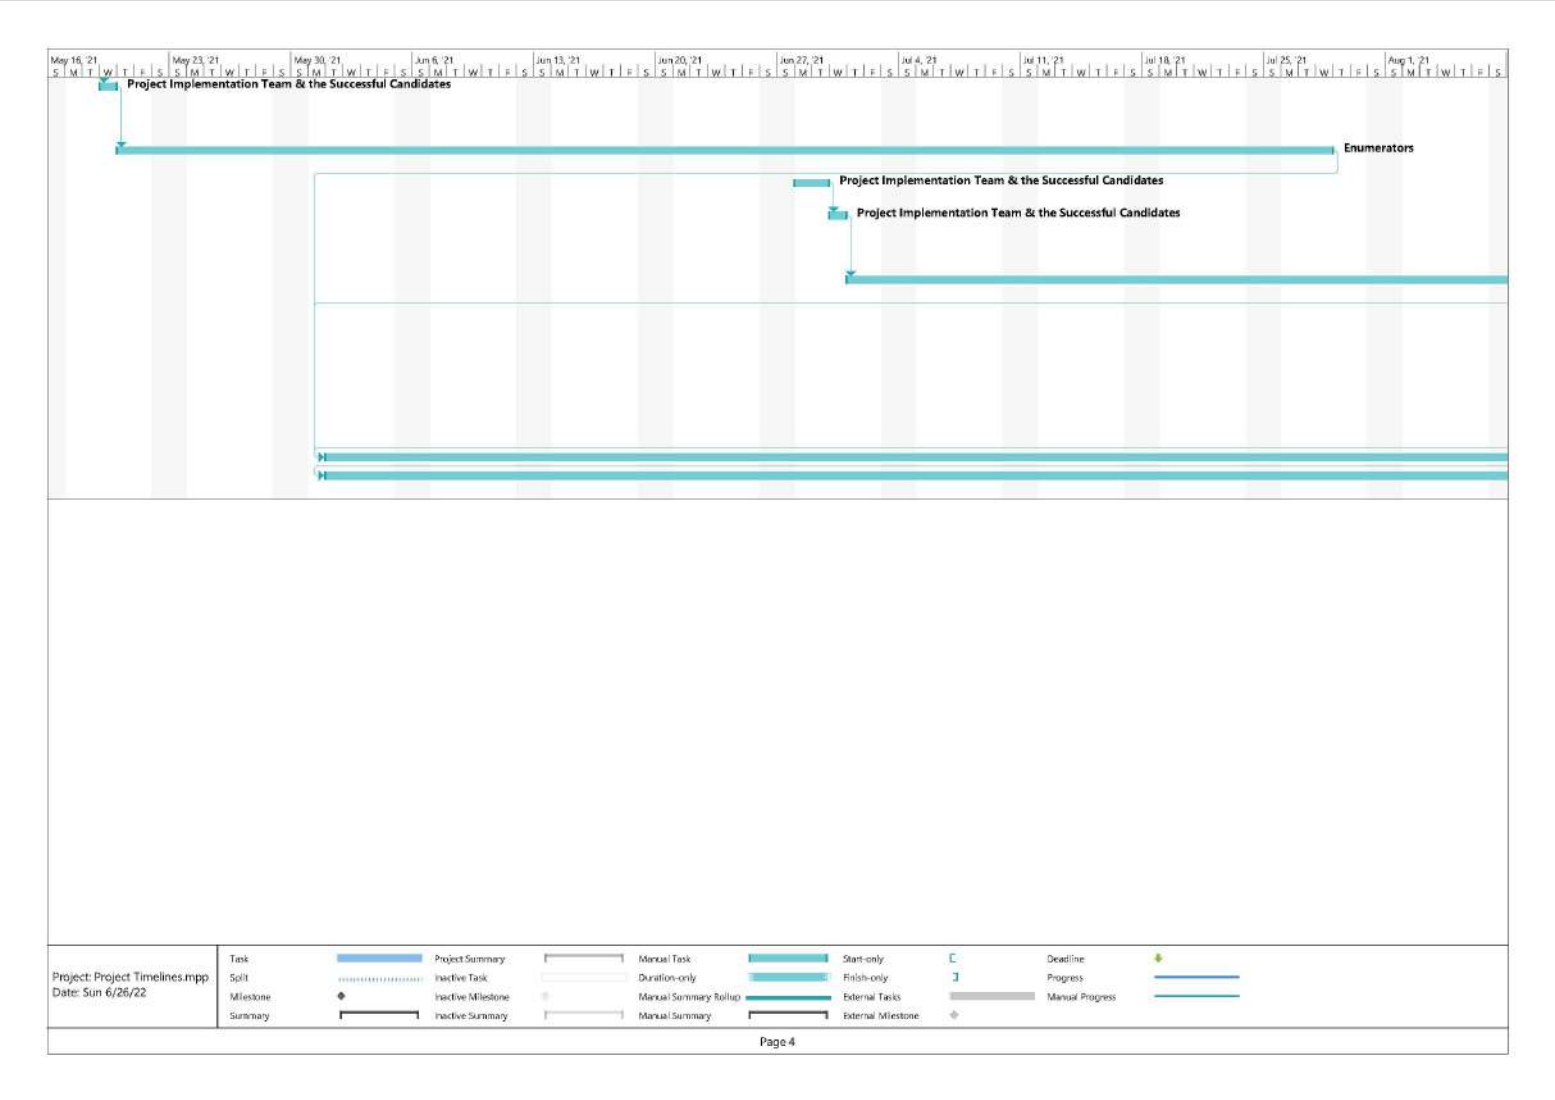 May 16, '21 May 23, '21 May 30, '21 Jun 6, '21 Jun 13, '21 Jun 20, '21 Jun 27, '21 Jul 4, '21 Jul 11, '21 Jul 18, '21 Jul 25, '21 Aug 1, '21
S M T W T F S S M T W T F S S M T W T F S S M T W T F S S M T W T F S S M T W T F S S M T W T F S S M T W T F S S M T W T F S S M T W T F S S M T W T F S S M T W T F S
Project Implementation Team & the Successful Candidates
Enumerators
Project Implementation Team & the Successful Candidates
Project Implementation Team & the Successful Candidates
Project: Project Timelines.mpp
Date: Sun 6/26/22
Task Project Summary Manual Task Start-only Deadline
Split Inactive Task Duration-only Finish-only Progress
Milestone Inactive Milestone Manual Summary Rollup External Tasks Manual Progress
Summary Inactive Summary Manual Summary External Milestone
Page 4